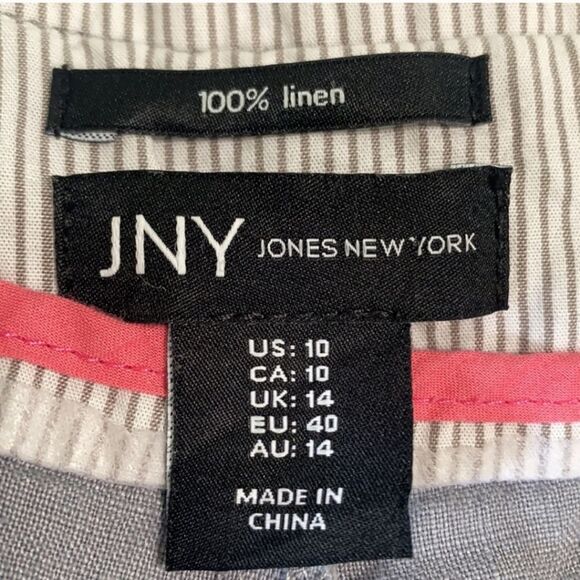 100% linen
JNY JONES NEW YORK
US: 10
CA: 10
UK: 14
EU: 40
AU: 14
MADE IN
CHINA